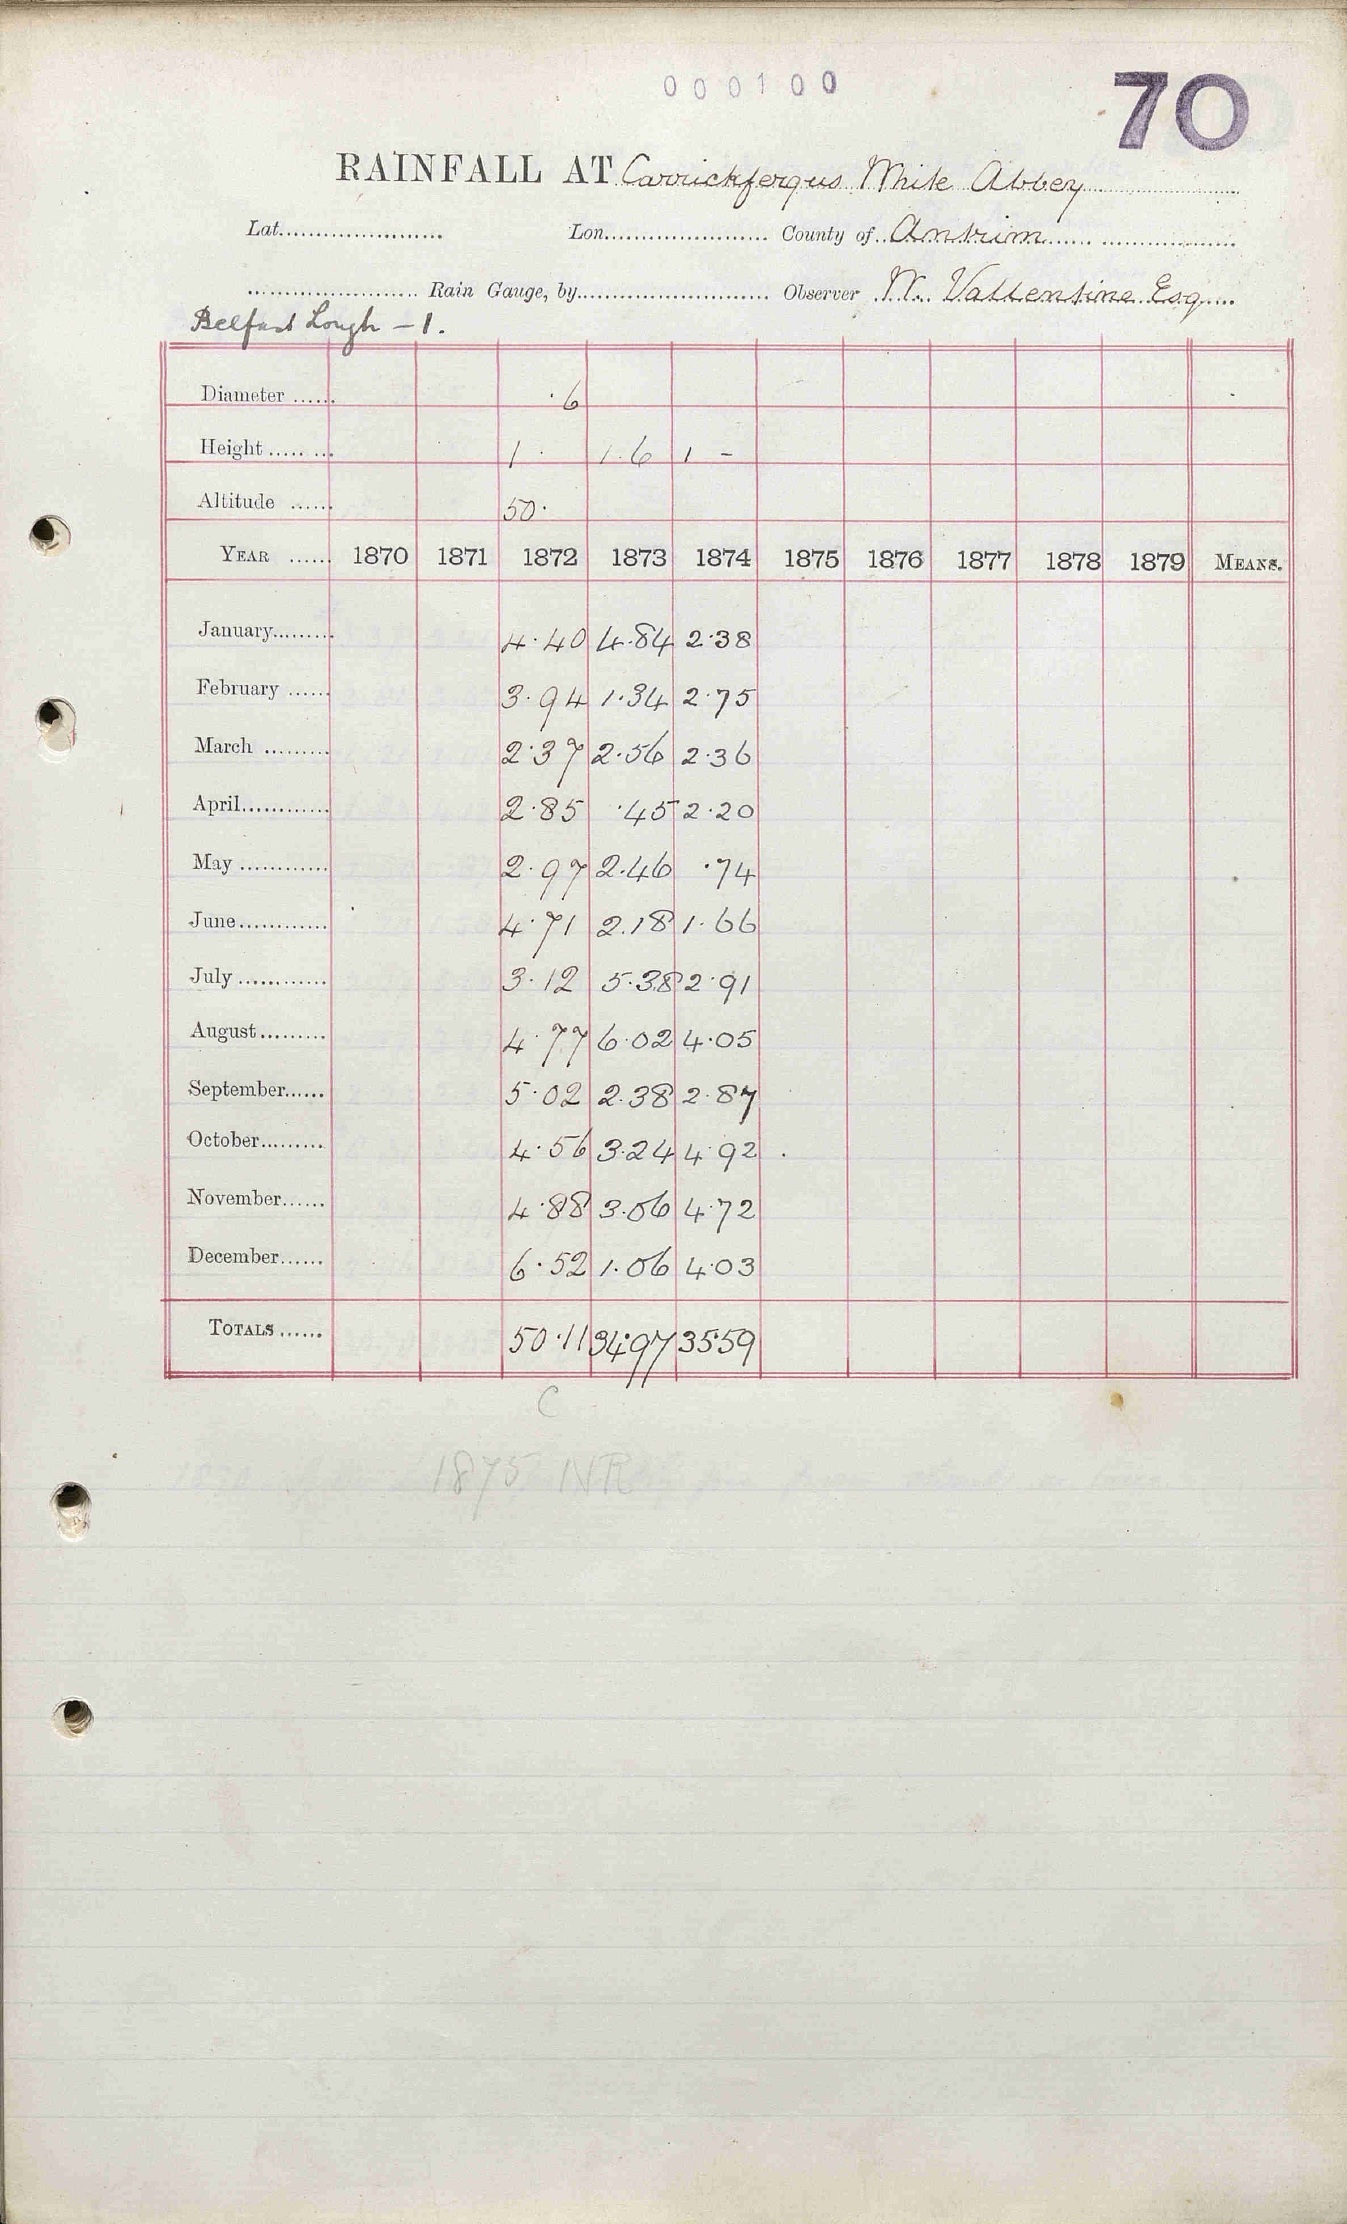 000100
70
RAINFALL AT Carrickfergus White Abbey
Lat. Lon. County of Antrim
Rain Gauge, by Observer W. Vallentine Esq
Belfast Lough - 1.
Diameter ...... ·6
Height ...... 1· 1·6 1 -
Altitude ...... 50·
YEAR ...... 1870 1871 1872 1873 1874 1875 1876 1877 1878 1879 MEANS.
January ...... 4·40 4·84 2·38
February ...... 3·94 1·34 2·75
March ...... 2·37 2·56 2·36
April ...... 2·85 ·45 2·20
May ...... 2·97 2·46 ·74
June ...... 4·71 2·18 1·66
July ...... 3·12 5·38 2·91
August ...... 4·77 6·02 4·05
September ...... 5·02 2·38 2·87
October ...... 4·56 3·24 4·92
November ...... 4·88 3·06 4·72
December ...... 6·52 1·06 4·03
TOTALS ...... 50·11 34·97 35·59
C
1875 NR